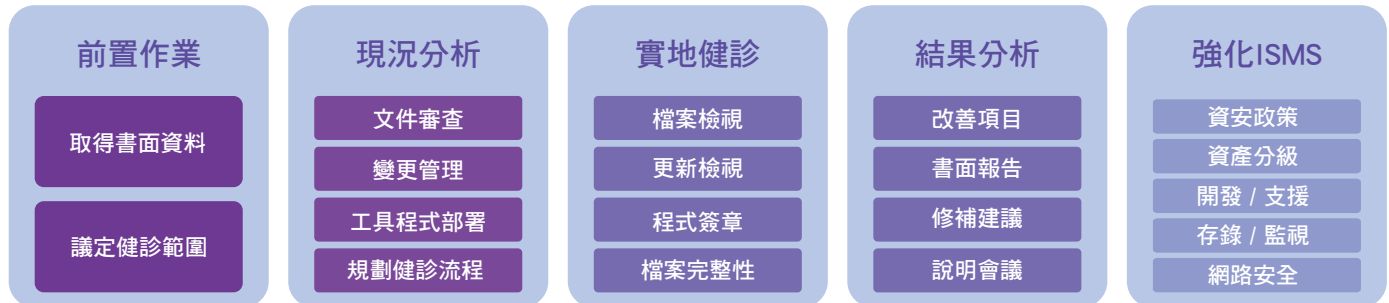 前置作業
取得書面資料
議定健診範圍
現況分析
文件審查
變更管理
工具程式部署
規劃健診流程
實地健診
檔案檢視
更新檢視
程式簽章
檔案完整性
結果分析
改善項目
書面報告
修補建議
說明會議
強化ISMS
資安政策
資產分級
開發 / 支援
存錄 / 監視
網路安全